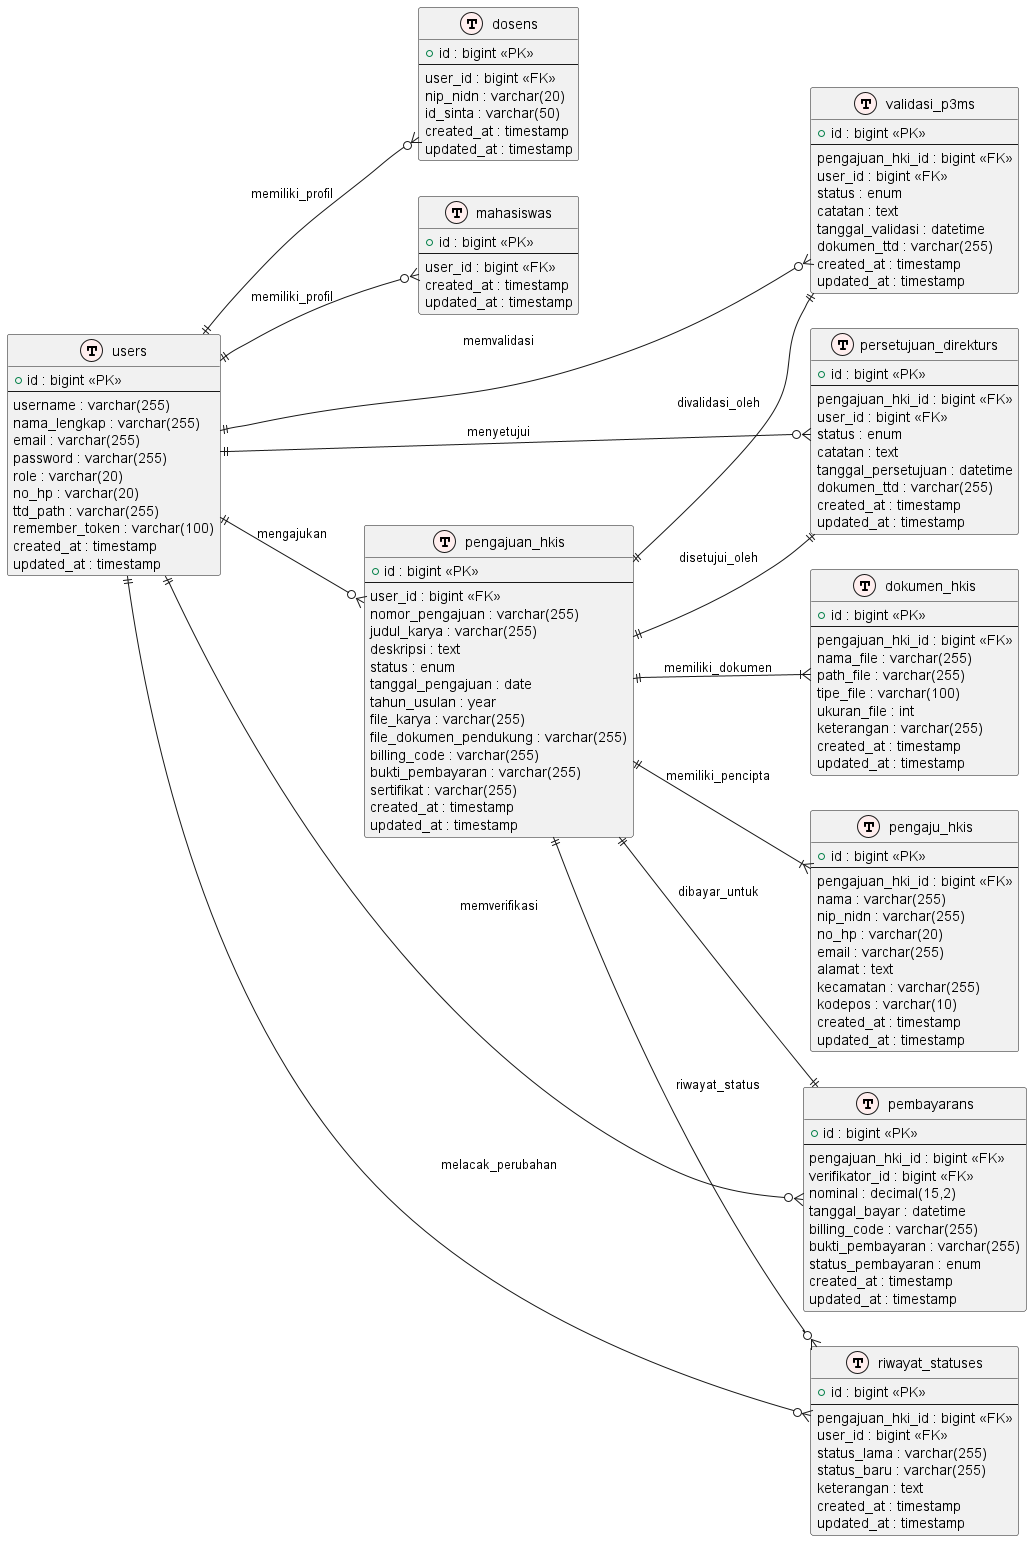 T dosens
id : bigint «PK»
user_id : bigint «FK»
nip_nidn : varchar(20)
id_sinta : varchar(50)
created_at : timestamp
updated_at : timestamp
T mahasiswas
id : bigint «PK»
user_id : bigint «FK»
created_at : timestamp
updated_at : timestamp
T users
id : bigint «PK»
username : varchar(255)
nama_lengkap : varchar(255)
email : varchar(255)
password : varchar(255)
role : varchar(20)
no_hp : varchar(20)
ttd_path : varchar(255)
remember_token : varchar(100)
created_at : timestamp
updated_at : timestamp
memiliki_profil
memiliki_profil
memvalidasi
menyetujui
mengajukan
memverifikasi
melacak_perubahan
T pengajuan_hkis
id : bigint «PK»
user_id : bigint «FK»
nomor_pengajuan : varchar(255)
judul_karya : varchar(255)
deskripsi : text
status : enum
tanggal_pengajuan : date
tahun_usulan : year
file_karya : varchar(255)
file_dokumen_pendukung : varchar(255)
billing_code : varchar(255)
bukti_pembayaran : varchar(255)
sertifikat : varchar(255)
created_at : timestamp
updated_at : timestamp
divalidasi_oleh
disetujui_oleh
memiliki_dokumen
memiliki_pencipta
dibayar_untuk
riwayat_status
T validasi_p3ms
id : bigint «PK»
pengajuan_hki_id : bigint «FK»
user_id : bigint «FK»
status : enum
catatan : text
tanggal_validasi : datetime
dokumen_ttd : varchar(255)
created_at : timestamp
updated_at : timestamp
T persetujuan_direkturs
id : bigint «PK»
pengajuan_hki_id : bigint «FK»
user_id : bigint «FK»
status : enum
catatan : text
tanggal_persetujuan : datetime
dokumen_ttd : varchar(255)
created_at : timestamp
updated_at : timestamp
T dokumen_hkis
id : bigint «PK»
pengajuan_hki_id : bigint «FK»
nama_file : varchar(255)
path_file : varchar(255)
tipe_file : varchar(100)
ukuran_file : int
keterangan : varchar(255)
created_at : timestamp
updated_at : timestamp
T pengaju_hkis
id : bigint «PK»
pengajuan_hki_id : bigint «FK»
nama : varchar(255)
nip_nidn : varchar(255)
no_hp : varchar(20)
email : varchar(255)
alamat : text
kecamatan : varchar(255)
kodepos : varchar(10)
created_at : timestamp
updated_at : timestamp
T pembayarans
id : bigint «PK»
pengajuan_hki_id : bigint «FK»
verifikator_id : bigint «FK»
nominal : decimal(15,2)
tanggal_bayar : datetime
billing_code : varchar(255)
bukti_pembayaran : varchar(255)
status_pembayaran : enum
created_at : timestamp
updated_at : timestamp
T riwayat_statuses
id : bigint «PK»
pengajuan_hki_id : bigint «FK»
user_id : bigint «FK»
status_lama : varchar(255)
status_baru : varchar(255)
keterangan : text
created_at : timestamp
updated_at : timestamp